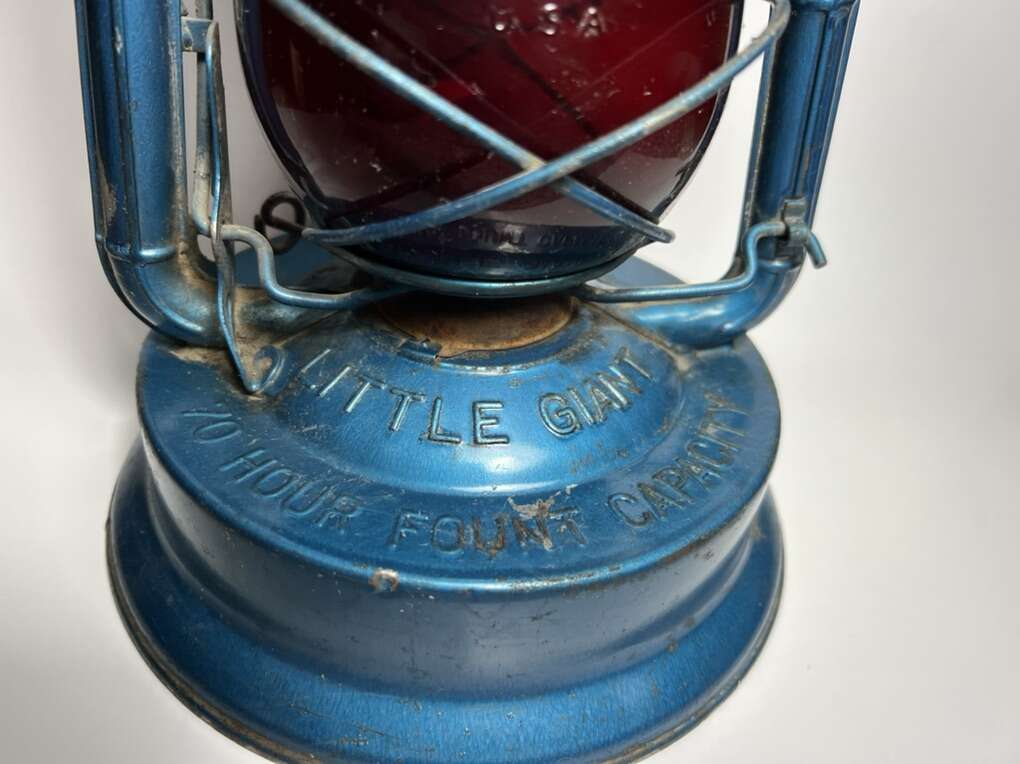 U.S.A
LITTLE GIANT
70 HOUR FOUNT CAPACITY